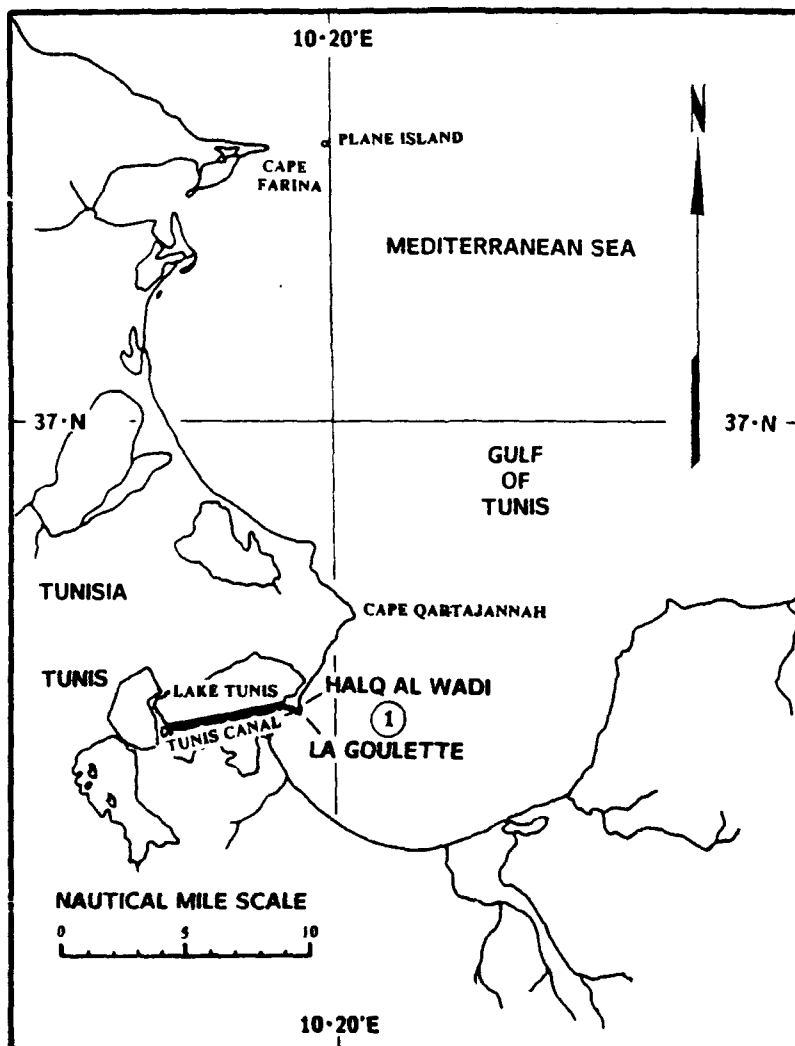 10·20'E
N
PLANE ISLAND
CAPE
FARINA
MEDITERRANEAN SEA
37·N
37·N
GULF
OF
TUNIS
TUNISIA
CAPE QARTAJANNAH
TUNIS
LAKE TUNIS
HALQ AL WADI
TUNIS CANAL
1
LA GOULETTE
NAUTICAL MILE SCALE
0 5 10
10·20'E